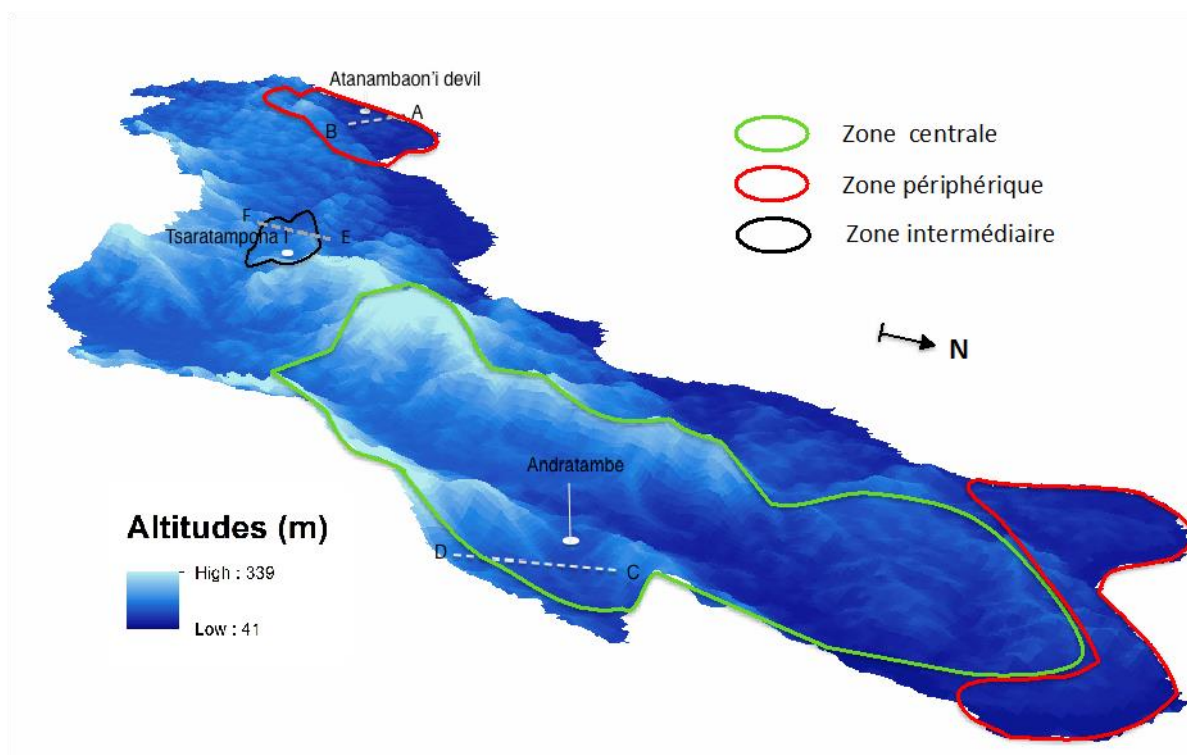 Atanambaon'i devil
A
B
Zone centrale
Zone périphérique
Zone intermédiaire
F
E
Tsaratampona I
N
Andratambe
D
C
Altitudes (m)
High : 339
Low : 41